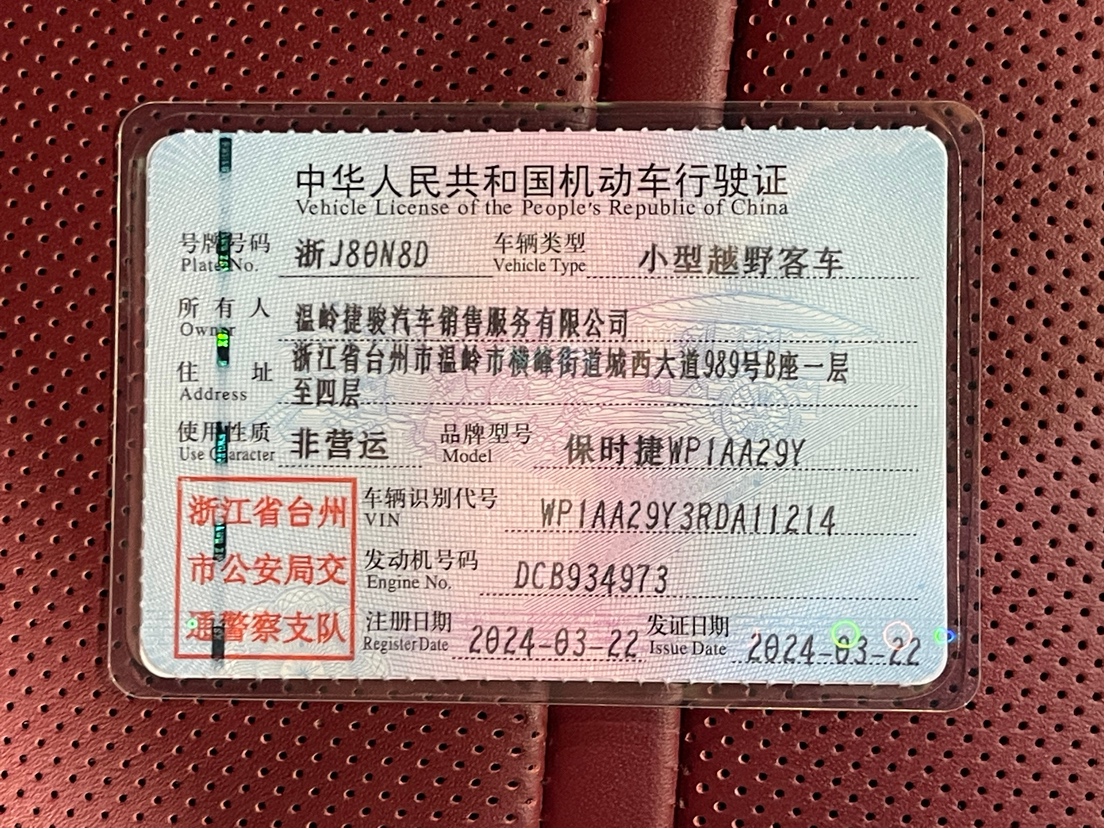 中华人民共和国机动车行驶证
Vehicle License of the People's Republic of China
号牌号码 浙J80N8D 车辆类型 小型越野客车
Plate No. Vehicle Type
所有人 温岭捷骏汽车销售服务有限公司
Owner
住址 浙江省台州市温岭市横峰街道城西大道989号B座一层
Address 至四层
使用性质 非营运 品牌型号 保时捷WP1AA29Y
Use Character Model
车辆识别代号 WP1AA29Y3RDA11214
VIN
发动机号码 DCB934973
Engine No.
注册日期 2024-03-22 发证日期 2024-03-22
Register Date Issue Date
浙江省台州
市公安局交
通警察支队